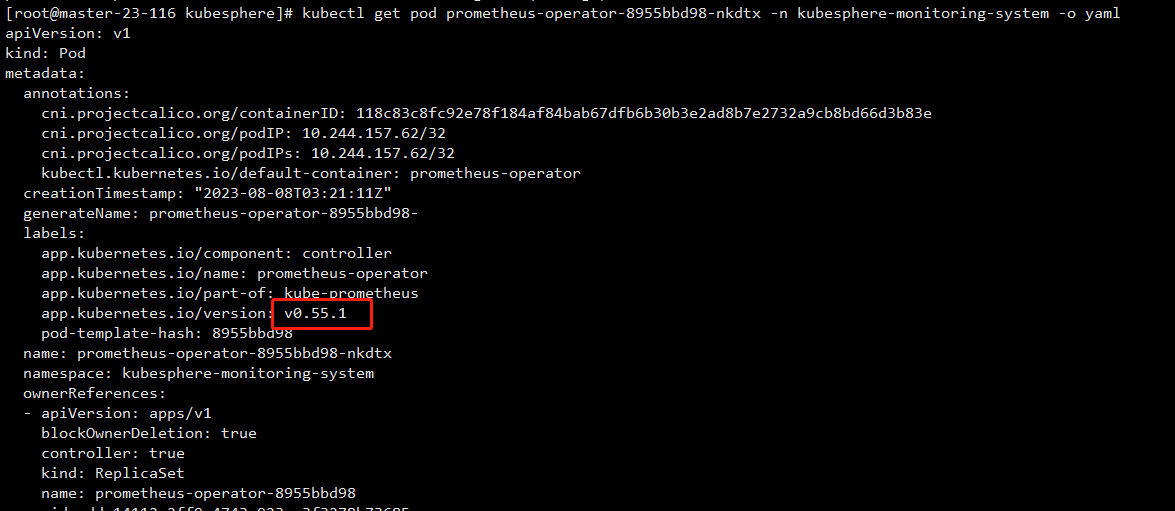 [root@master-23-116 kubesphere]# kubectl get pod prometheus-operator-8955bbd98-nkdtx -n kubesphere-monitoring-system -o yaml
apiVersion: v1
kind: Pod
metadata:
  annotations:
    cni.projectcalico.org/containerID: 118c83c8fc92e78f184af84bab67dfb6b30b3e2ad8b7e2732a9cb8bd66d3b83e
    cni.projectcalico.org/podIP: 10.244.157.62/32
    cni.projectcalico.org/podIPs: 10.244.157.62/32
    kubectl.kubernetes.io/default-container: prometheus-operator
  creationTimestamp: "2023-08-08T03:21:11Z"
  generateName: prometheus-operator-8955bbd98-
  labels:
    app.kubernetes.io/component: controller
    app.kubernetes.io/name: prometheus-operator
    app.kubernetes.io/part-of: kube-prometheus
    app.kubernetes.io/version: v0.55.1
    pod-template-hash: 8955bbd98
  name: prometheus-operator-8955bbd98-nkdtx
  namespace: kubesphere-monitoring-system
  ownerReferences:
  - apiVersion: apps/v1
    blockOwnerDeletion: true
    controller: true
    kind: ReplicaSet
    name: prometheus-operator-8955bbd98